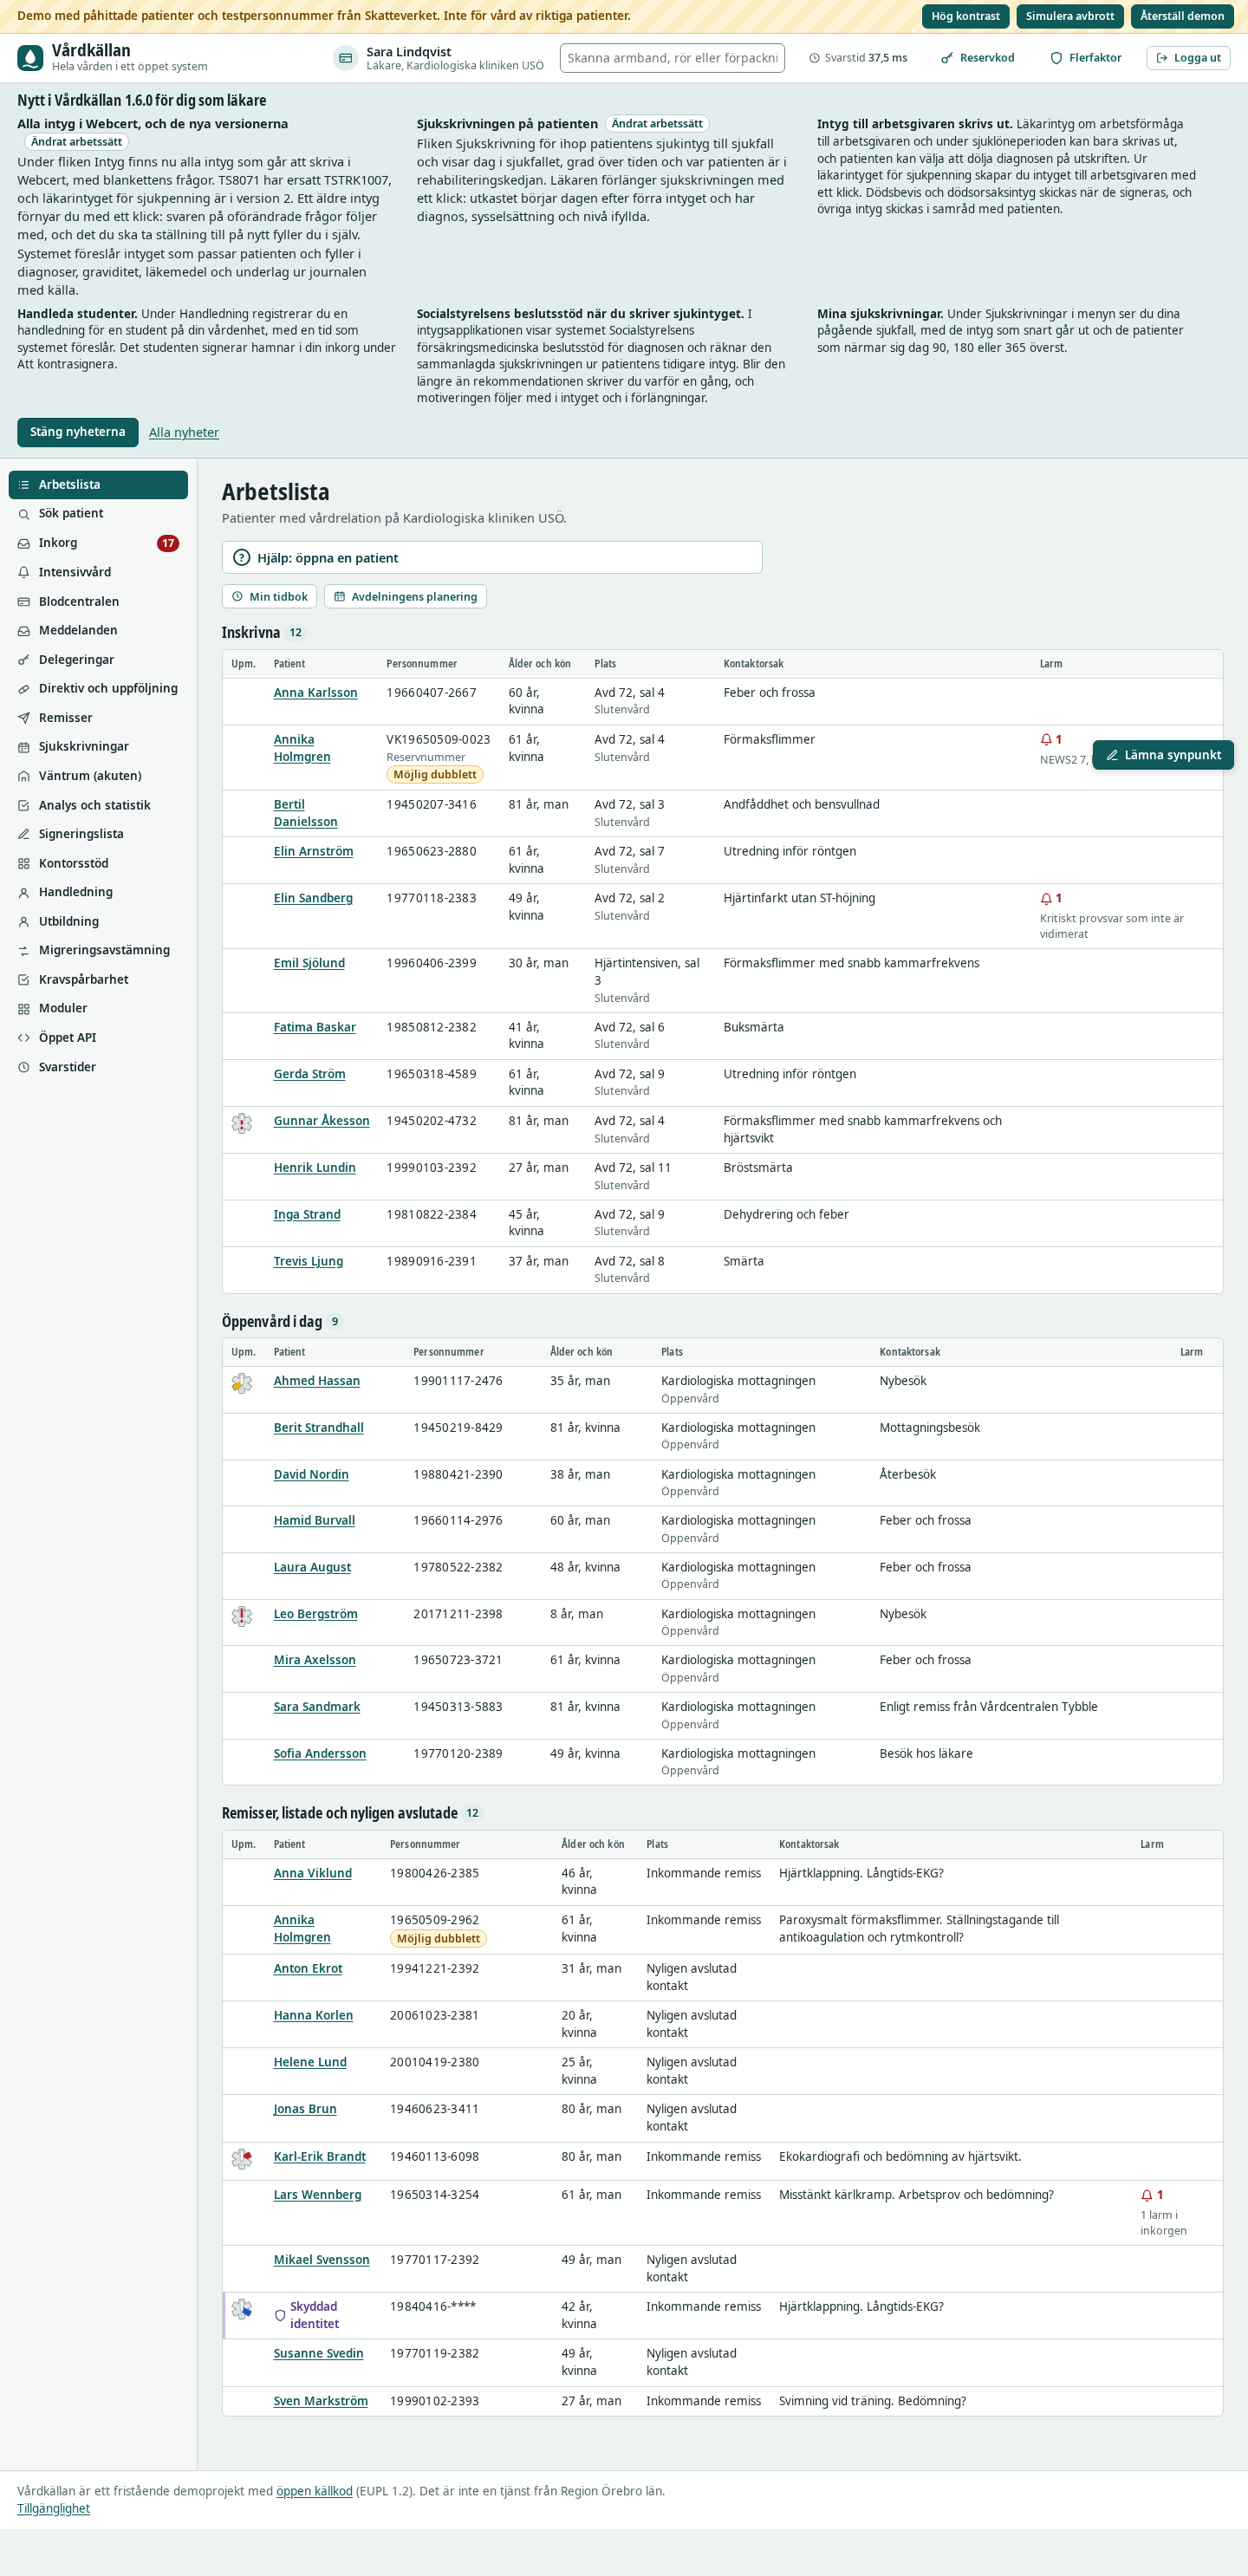 Demo med påhittade patienter och testpersonnummer från Skatteverket. Inte för vård av riktiga patienter.
Hög kontrast
Simulera avbrott
Återställ demon
Vårdkällan
Hela vården i ett öppet system
Sara Lindqvist
Läkare, Kardiologiska kliniken USÖ
Skanna armband, rör eller förpackni
Svarstid 37,5 ms
Reservkod
Flerfaktor
Logga ut
Nytt i Vårdkällan 1.6.0 för dig som läkare
Alla intyg i Webcert, och de nya versionerna
Ändrat arbetssätt
Under fliken Intyg finns nu alla intyg som går att skriva i
Webcert, med blankettens frågor. TS8071 har ersatt TSTRK1007,
och läkarintyget för sjukpenning är i version 2. Ett äldre intyg
förnyar du med ett klick: svaren på oförändrade frågor följer
med, och det du ska ta ställning till på nytt fyller du i själv.
Systemet föreslår intyget som passar patienten och fyller i
diagnoser, graviditet, läkemedel och underlag ur journalen
med källa.
Sjukskrivningen på patienten Ändrat arbetssätt
Fliken Sjukskrivning för ihop patientens sjukintyg till sjukfall
och visar dag i sjukfallet, grad över tiden och var patienten är i
rehabiliteringskedjan. Läkaren förlänger sjukskrivningen med
ett klick: utkastet börjar dagen efter förra intyget och har
diagnos, sysselsättning och nivå ifyllda.
Intyg till arbetsgivaren skrivs ut. Läkarintyg om arbetsförmåga
till arbetsgivaren och under sjuklöneperioden kan bara skrivas ut,
och patienten kan välja att dölja diagnosen på utskriften. Ur
läkarintyget för sjukpenning skapar du intyget till arbetsgivaren med
ett klick. Dödsbevis och dödsorsaksintyg skickas när de signeras, och
övriga intyg skickas i samråd med patienten.
Handleda studenter. Under Handledning registrerar du en
handledning för en student på din vårdenhet, med en tid som
systemet föreslår. Det studenten signerar hamnar i din inkorg under
Att kontrasignera.
Socialstyrelsens beslutsstöd när du skriver sjukintyget. I
intygsapplikationen visar systemet Socialstyrelsens
försäkringsmedicinska beslutsstöd för diagnosen och räknar den
sammanlagda sjukskrivningen ur patientens tidigare intyg. Blir den
längre än rekommendationen skriver du varför en gång, och
motiveringen följer med i intyget och i förlängningar.
Mina sjukskrivningar. Under Sjukskrivningar i menyn ser du dina
pågående sjukfall, med de intyg som snart går ut och de patienter
som närmar sig dag 90, 180 eller 365 överst.
Stäng nyheterna
Alla nyheter
Arbetslista
Sök patient
Inkorg 17
Intensivvård
Blodcentralen
Meddelanden
Delegeringar
Direktiv och uppföljning
Remisser
Sjukskrivningar
Väntrum (akuten)
Analys och statistik
Signeringslista
Kontorsstöd
Handledning
Utbildning
Migreringsavstämning
Kravspårbarhet
Moduler
Öppet API
Svarstider
Arbetslista
Patienter med vårdrelation på Kardiologiska kliniken USÖ.
? Hjälp: öppna en patient
Min tidbok
Avdelningens planering
Lämna synpunkt
Inskrivna 12
Upm. Patient Personnummer Ålder och kön Plats Kontaktorsak Larm
Anna Karlsson 19660407-2667 60 år, kvinna Avd 72, sal 4 Slutenvård Feber och frossa
Annika Holmgren VK19650509-0023 Reservnummer Möjlig dubblett 61 år, kvinna Avd 72, sal 4 Slutenvård Förmaksflimmer 1 NEWS2 7,
Bertil Danielsson 19450207-3416 81 år, man Avd 72, sal 3 Slutenvård Andfåddhet och bensvullnad
Elin Arnström 19650623-2880 61 år, kvinna Avd 72, sal 7 Slutenvård Utredning inför röntgen
Elin Sandberg 19770118-2383 49 år, kvinna Avd 72, sal 2 Slutenvård Hjärtinfarkt utan ST-höjning 1 Kritiskt provsvar som inte är vidimerat
Emil Sjölund 19960406-2399 30 år, man Hjärtintensiven, sal 3 Slutenvård Förmaksflimmer med snabb kammarfrekvens
Fatima Baskar 19850812-2382 41 år, kvinna Avd 72, sal 6 Slutenvård Buksmärta
Gerda Ström 19650318-4589 61 år, kvinna Avd 72, sal 9 Slutenvård Utredning inför röntgen
Gunnar Åkesson 19450202-4732 81 år, man Avd 72, sal 4 Slutenvård Förmaksflimmer med snabb kammarfrekvens och hjärtsvikt
Henrik Lundin 19990103-2392 27 år, man Avd 72, sal 11 Slutenvård Bröstsmärta
Inga Strand 19810822-2384 45 år, kvinna Avd 72, sal 9 Slutenvård Dehydrering och feber
Trevis Ljung 19890916-2391 37 år, man Avd 72, sal 8 Slutenvård Smärta
Öppenvård i dag 9
Upm. Patient Personnummer Ålder och kön Plats Kontaktorsak Larm
Ahmed Hassan 19901117-2476 35 år, man Kardiologiska mottagningen Öppenvård Nybesök
Berit Strandhall 19450219-8429 81 år, kvinna Kardiologiska mottagningen Öppenvård Mottagningsbesök
David Nordin 19880421-2390 38 år, man Kardiologiska mottagningen Öppenvård Återbesök
Hamid Burvall 19660114-2976 60 år, man Kardiologiska mottagningen Öppenvård Feber och frossa
Laura August 19780522-2382 48 år, kvinna Kardiologiska mottagningen Öppenvård Feber och frossa
Leo Bergström 20171211-2398 8 år, man Kardiologiska mottagningen Öppenvård Nybesök
Mira Axelsson 19650723-3721 61 år, kvinna Kardiologiska mottagningen Öppenvård Feber och frossa
Sara Sandmark 19450313-5883 81 år, kvinna Kardiologiska mottagningen Öppenvård Enligt remiss från Vårdcentralen Tybble
Sofia Andersson 19770120-2389 49 år, kvinna Kardiologiska mottagningen Öppenvård Besök hos läkare
Remisser, listade och nyligen avslutade 12
Upm. Patient Personnummer Ålder och kön Plats Kontaktorsak Larm
Anna Viklund 19800426-2385 46 år, kvinna Inkommande remiss Hjärtklappning. Långtids-EKG?
Annika Holmgren 19650509-2962 Möjlig dubblett 61 år, kvinna Inkommande remiss Paroxysmalt förmaksflimmer. Ställningstagande till antikoagulation och rytmkontroll?
Anton Ekrot 19941221-2392 31 år, man Nyligen avslutad kontakt
Hanna Korlen 20061023-2381 20 år, kvinna Nyligen avslutad kontakt
Helene Lund 20010419-2380 25 år, kvinna Nyligen avslutad kontakt
Jonas Brun 19460623-3411 80 år, man Nyligen avslutad kontakt
Karl-Erik Brandt 19460113-6098 80 år, man Inkommande remiss Ekokardiografi och bedömning av hjärtsvikt.
Lars Wennberg 19650314-3254 61 år, man Inkommande remiss Misstänkt kärlkramp. Arbetsprov och bedömning? 1 1 larm i inkorgen
Mikael Svensson 19770117-2392 49 år, man Nyligen avslutad kontakt
Skyddad identitet 19840416-**** 42 år, kvinna Inkommande remiss Hjärtklappning. Långtids-EKG?
Susanne Svedin 19770119-2382 49 år, kvinna Nyligen avslutad kontakt
Sven Markström 19990102-2393 27 år, man Inkommande remiss Svimning vid träning. Bedömning?
Vårdkällan är ett fristående demoprojekt med öppen källkod (EUPL 1.2). Det är inte en tjänst från Region Örebro län.
Tillgänglighet